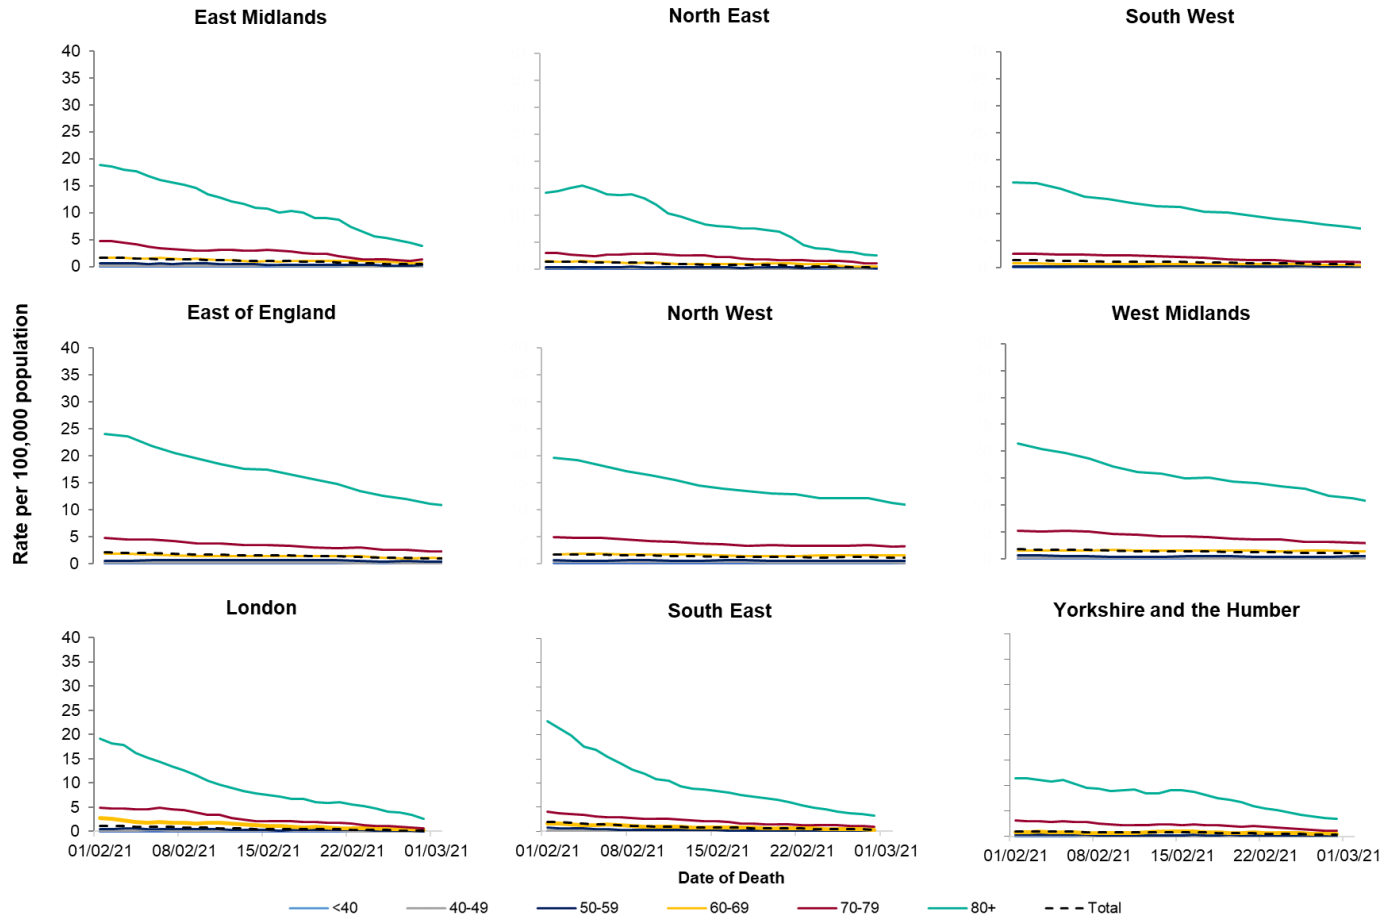 East Midlands
North East
South West
40
35
30
25
20
15
10
5
0
East of England
North West
West Midlands
40
35
30
25
20
15
10
5
0
Rate per 100,000 population
London
South East
Yorkshire and the Humber
40
35
30
25
20
15
10
5
0
01/02/21 08/02/21 15/02/21 22/02/21 01/03/21
01/02/21 08/02/21 15/02/21 22/02/21 01/03/21
01/02/21 08/02/21 15/02/21 22/02/21 01/03/21
Date of Death
<40 40-49 50-59 60-69 70-79 80+ Total